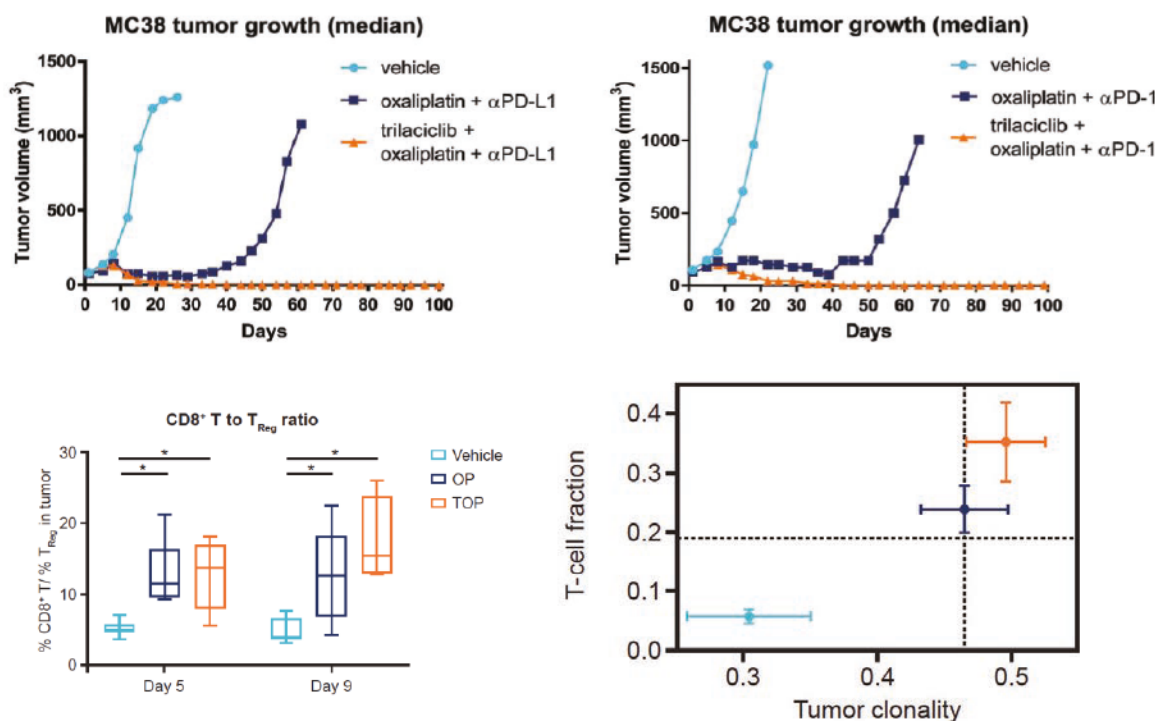 MC38 tumor growth (median)
vehicle
oxaliplatin + αPD-L1
trilaciclib +
oxaliplatin + αPD-L1
Tumor volume (mm³)
1500
1000
500
0
0 10 20 30 40 50 60 70 80 90 100
Days
MC38 tumor growth (median)
vehicle
oxaliplatin + αPD-1
trilaciclib +
oxaliplatin + αPD-1
Tumor volume (mm³)
1500
1000
500
0
0 10 20 30 40 50 60 70 80 90 100
Days
CD8⁺ T to TReg ratio
Vehicle
OP
TOP
% CD8⁺ T/ % TReg in tumor
30
20
10
0
* * * *
Day 5 Day 9
T-cell fraction
0.4
0.3
0.2
0.1
0.0
0.3 0.4 0.5
Tumor clonality